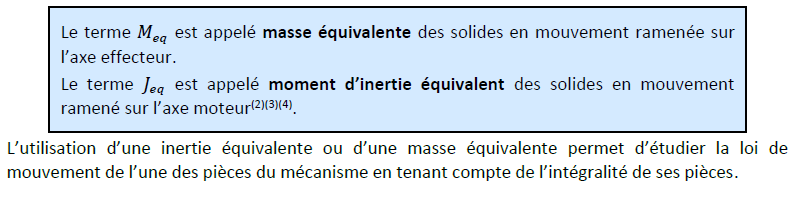 Le terme Meq est appelé masse équivalente des solides en mouvement ramenée sur
l'axe effecteur.
Le terme Jeq est appelé moment d'inertie équivalent des solides en mouvement
ramené sur l'axe moteur(2)(3)(4).
L'utilisation d'une inertie équivalente ou d'une masse équivalente permet d'étudier la loi de
mouvement de l'une des pièces du mécanisme en tenant compte de l'intégralité de ses pièces.